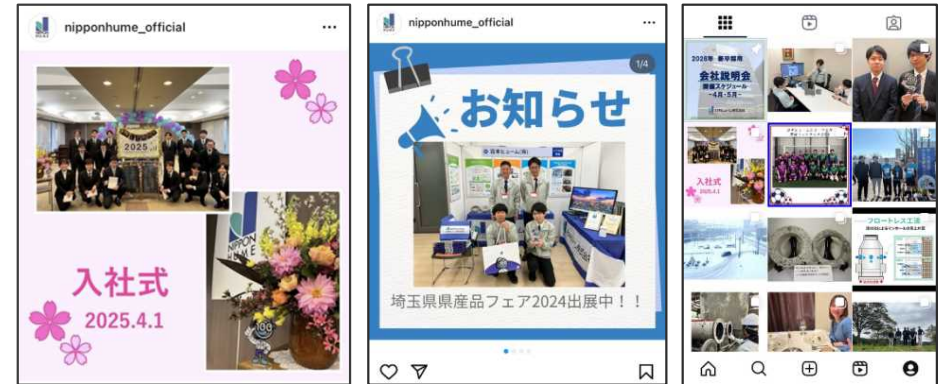 nipponhume_official
2025
NIPPON
HUME
100
入社式
2025.4.1
nipponhume_official
1/4
お知らせ
日本ヒューム(株)
埼玉県県産品フェア2024出展中！！
2026年 新卒採用
会社説明会
開催スケジュール
-4月・5月-
入社式
2025.4.1
フロートレス工法